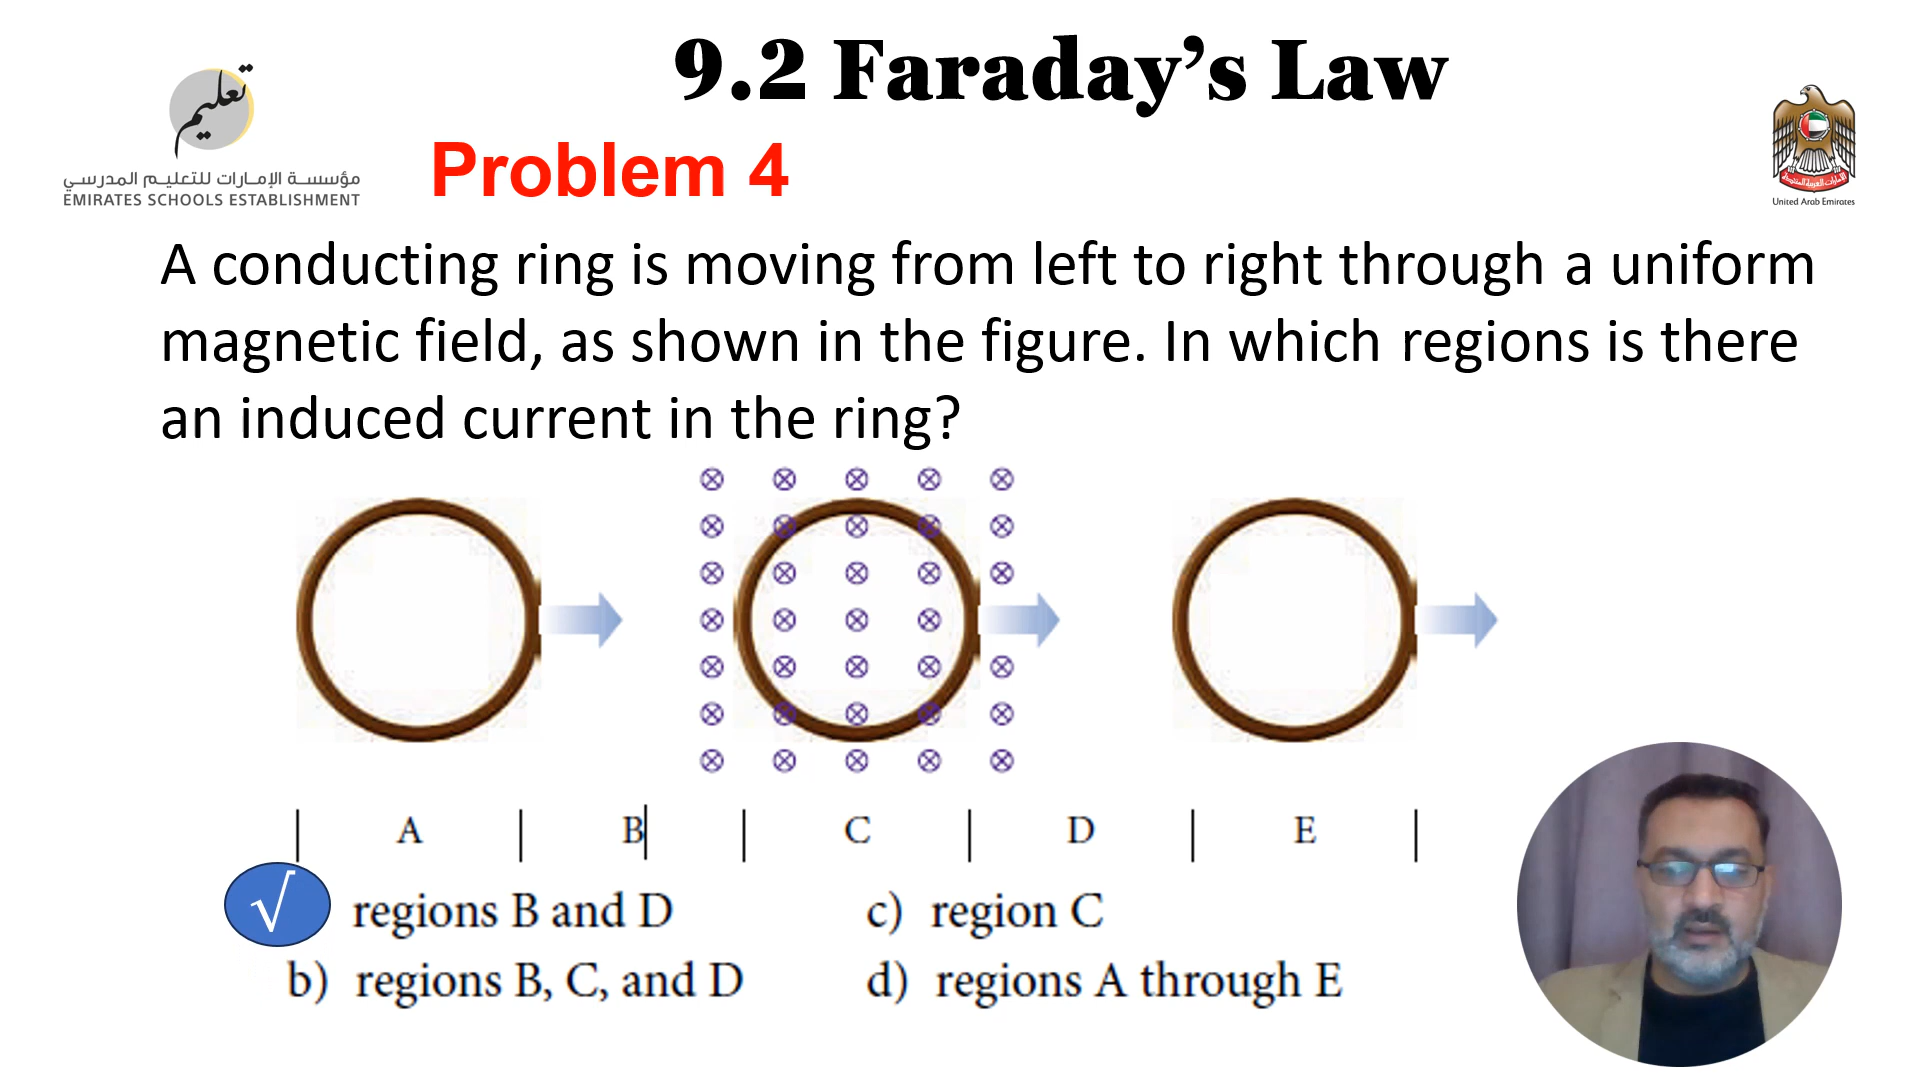 9.2 Faraday's Law
تعليم
مؤسسة الإمارات للتعليم المدرسي
EMIRATES SCHOOLS ESTABLISHMENT
Problem 4
United Arab Emirates
A conducting ring is moving from left to right through a uniform
magnetic field, as shown in the figure. In which regions is there
an induced current in the ring?
A B C D E
√ regions B and D
c) region C
b) regions B, C, and D
d) regions A through E